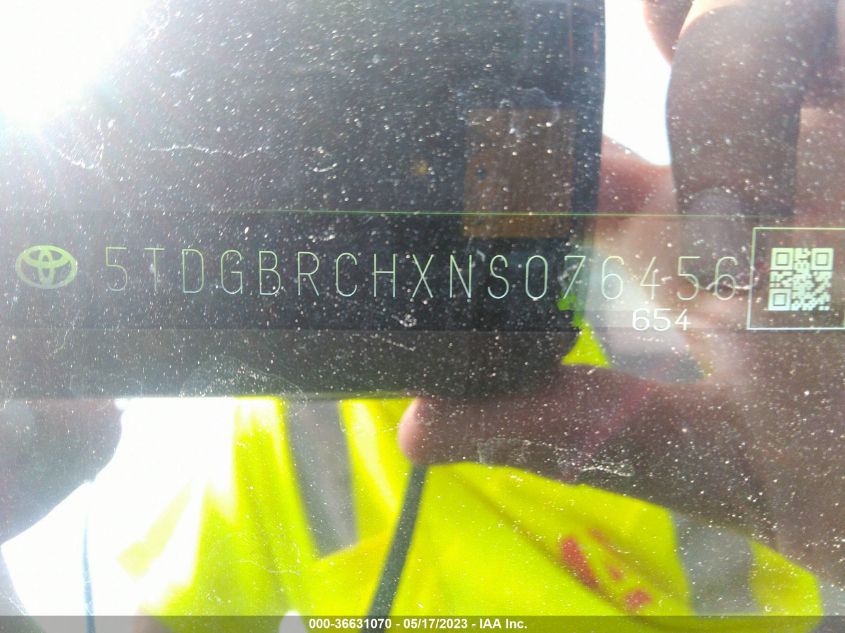 5TDGBRCHXNS076456
654
000-36631070 - 05/17/2023 - IAA Inc.